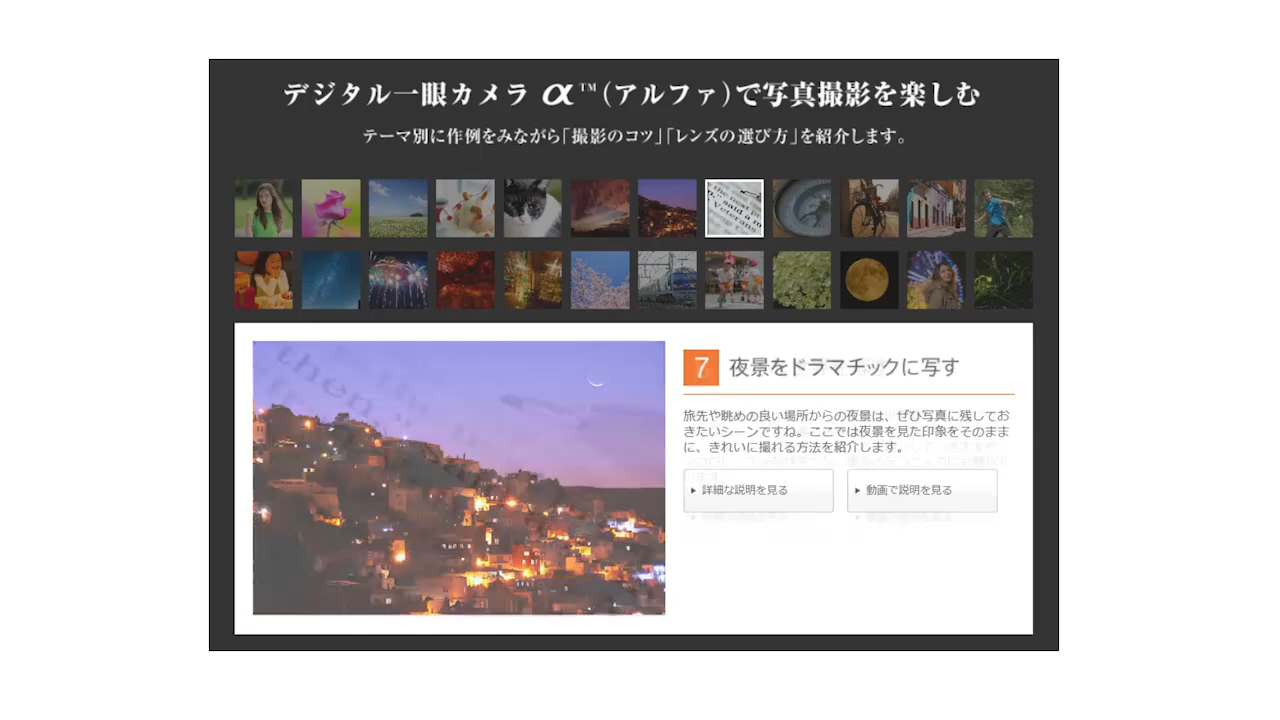 デジタル一眼カメラ α™(アルファ)で写真撮影を楽しむ
テーマ別に作例をみながら「撮影のコツ」「レンズの選び方」を紹介します。
7 夜景をドラマチックに写す
旅先や眺めの良い場所からの夜景は、ぜひ写真に残してお
きたいシーンですね。ここでは夜景を見た印象をそのまま
に、きれいに撮れる方法を紹介します。
詳細な説明を見る
動画で説明を見る